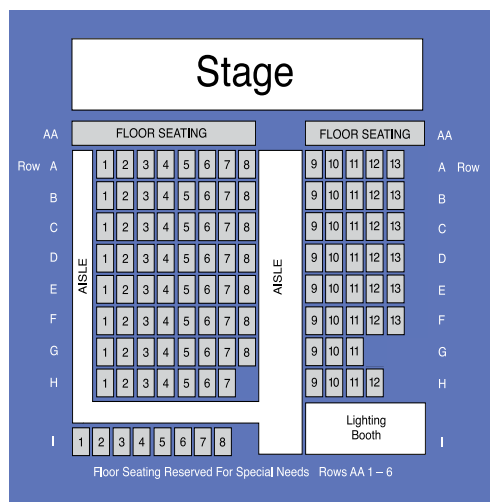 Stage
AA FLOOR SEATING FLOOR SEATING AA
Row A 1 2 3 4 5 6 7 8 9 10 11 12 13 A Row
B 1 2 3 4 5 6 7 8 9 10 11 12 13 B
C 1 2 3 4 5 6 7 8 9 10 11 12 13 C
D 1 2 3 4 5 6 7 8 9 10 11 12 13 D
AISLE AISLE
E 1 2 3 4 5 6 7 8 9 10 11 12 13 E
F 1 2 3 4 5 6 7 8 9 10 11 12 13 F
G 1 2 3 4 5 6 7 8 9 10 11 G
H 1 2 3 4 5 6 7 9 10 11 12 H
Lighting
Booth
I 1 2 3 4 5 6 7 8 I
Floor Seating Reserved For Special Needs Rows AA 1 – 6